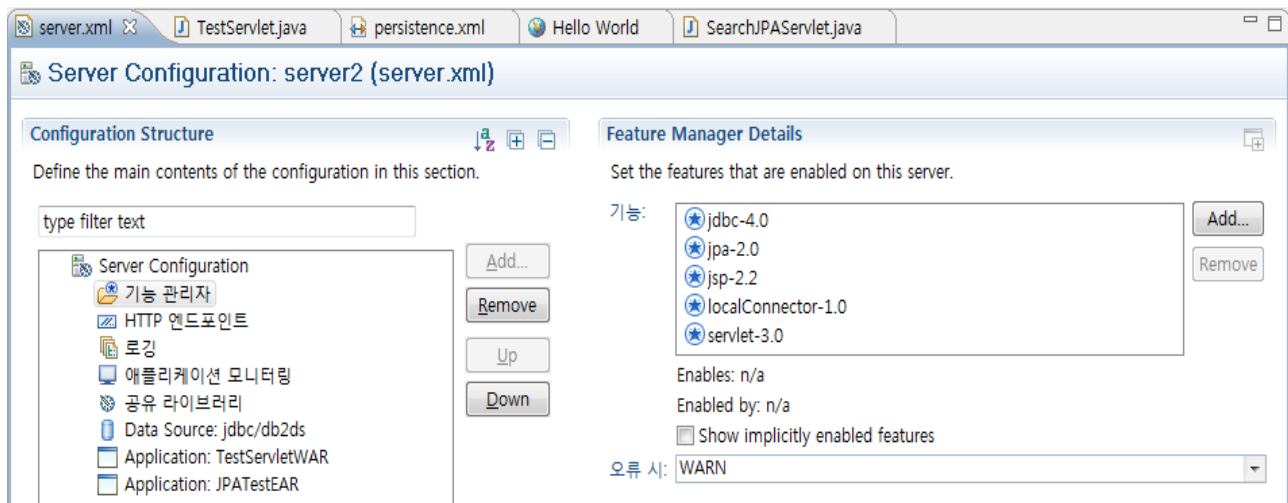 server.xml TestServlet.java persistence.xml Hello World SearchJPAServlet.java
Server Configuration: server2 (server.xml)
Configuration Structure
Define the main contents of the configuration in this section.
type filter text
Server Configuration
기능 관리자
HTTP 엔드포인트
로깅
애플리케이션 모니터링
공유 라이브러리
Data Source: jdbc/db2ds
Application: TestServletWAR
Application: JPATestEAR
Add...
Remove
Up
Down
Feature Manager Details
Set the features that are enabled on this server.
기능:
jdbc-4.0
jpa-2.0
jsp-2.2
localConnector-1.0
servlet-3.0
Add...
Remove
Enables: n/a
Enabled by: n/a
Show implicitly enabled features
오류 시: WARN